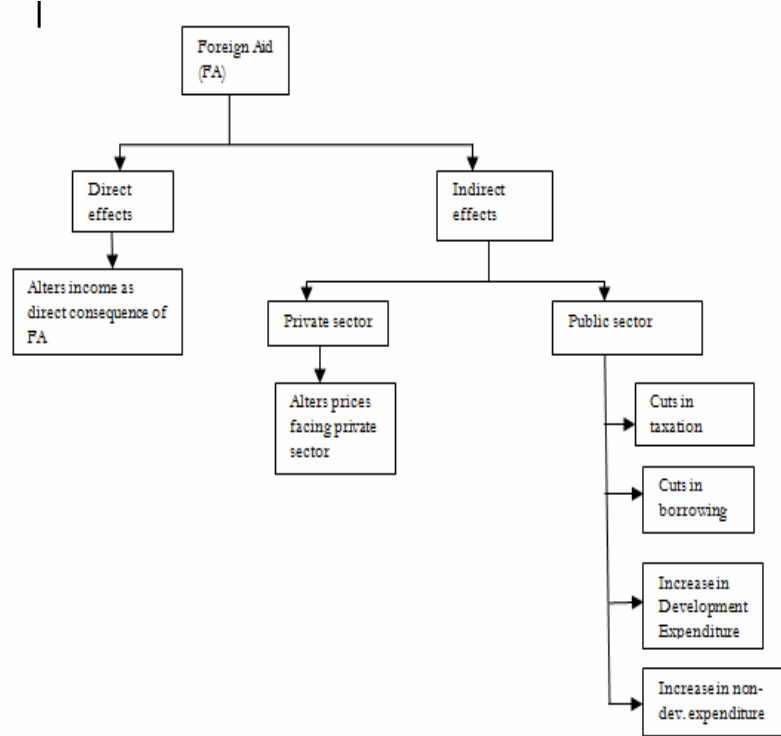 Foreign Aid
(FA)
Direct
effects
Indirect
effects
Alters income as
direct consequence of
FA
Private sector
Public sector
Alters prices
facing private
sector
Cuts in
taxation
Cuts in
borrowing
Increase in
Development
Expenditure
Increase in non-
dev. expenditure